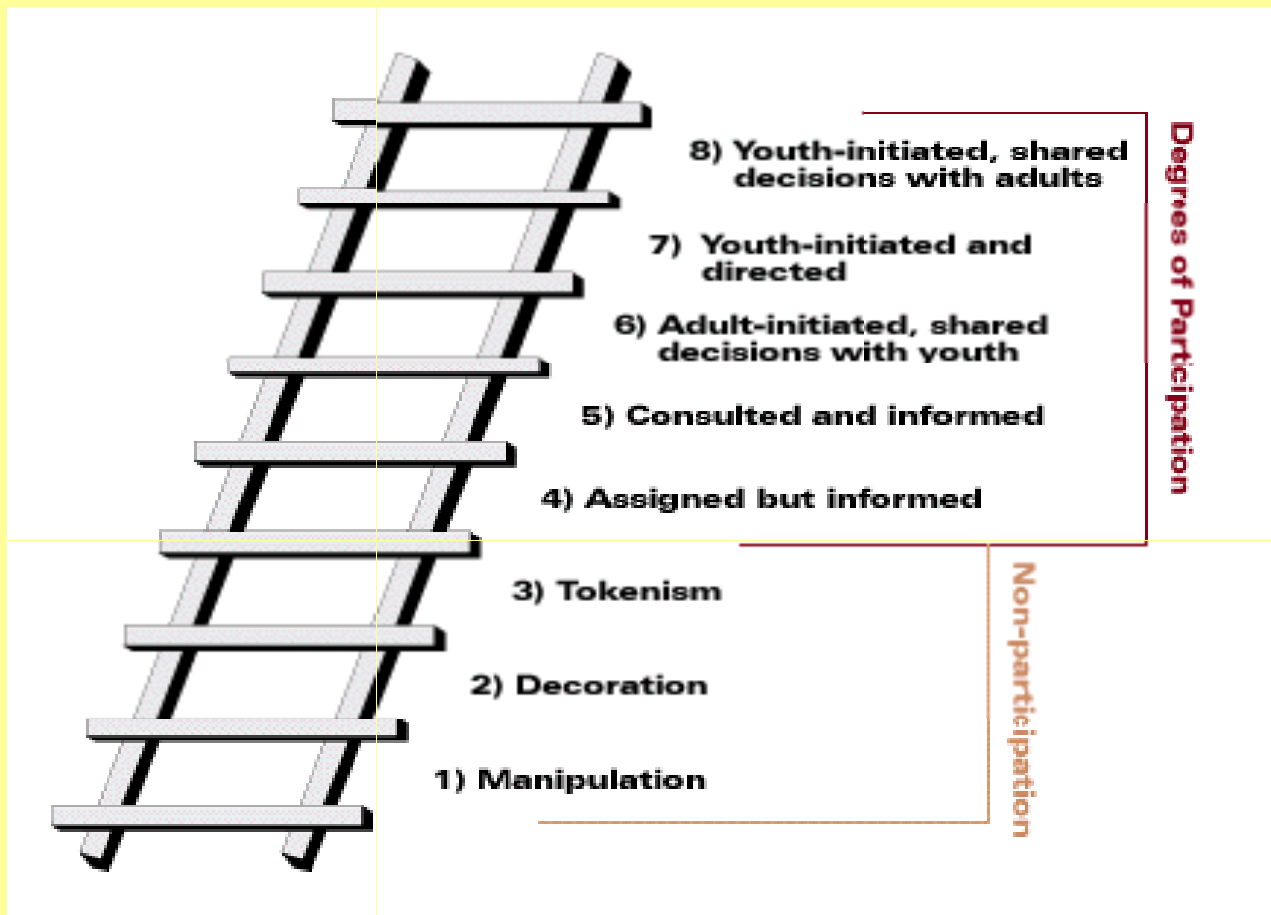 8) Youth-initiated, shared
decisions with adults
7) Youth-initiated and
directed
6) Adult-initiated, shared
decisions with youth
5) Consulted and informed
4) Assigned but informed
3) Tokenism
2) Decoration
1) Manipulation
Degrees of Participation
Non-participation